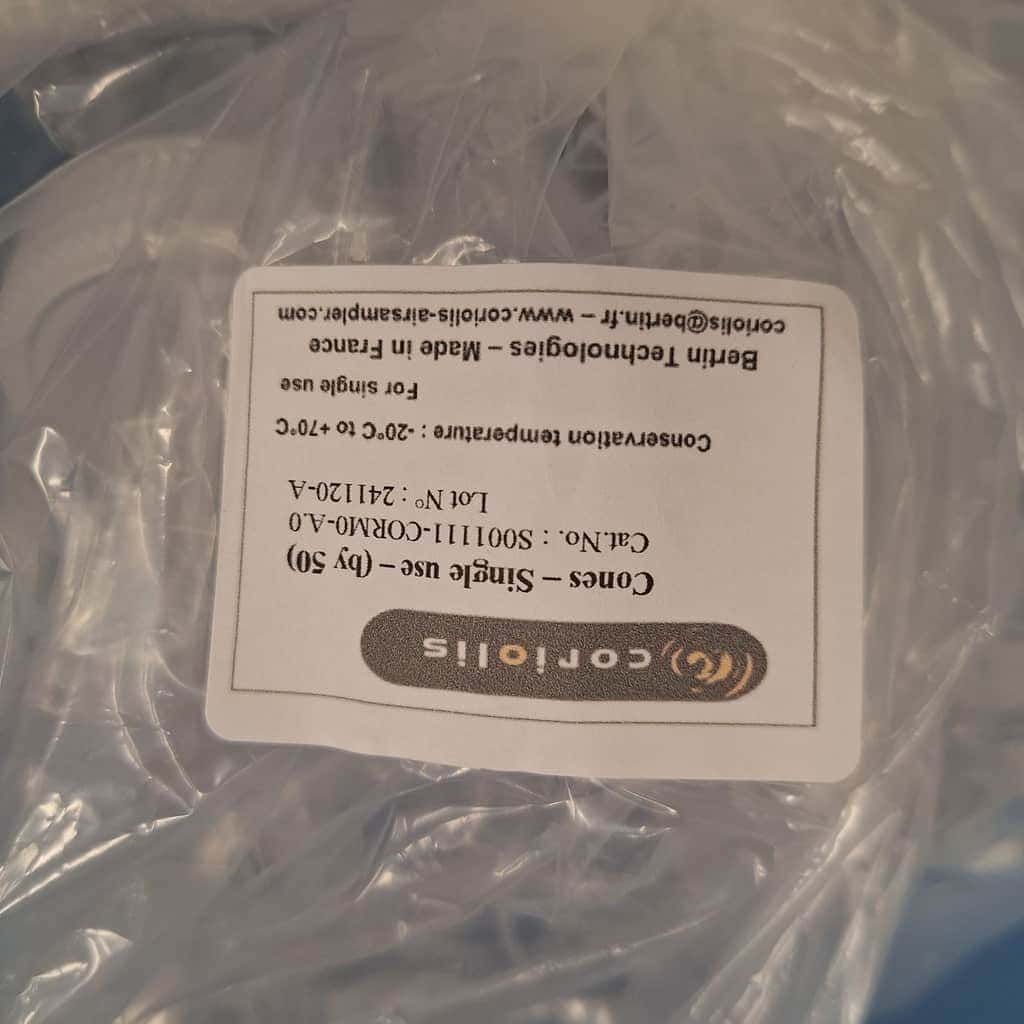 coriolis
Cones – Single use – (by 50)
Cat.No. : S001111-CORM0-A.0
Lot N° : 241120-A
Conservation temperature : -20°C to +70°C
For single use
Bertin Technologies – Made in France
coriolis@bertin.fr – www.coriolis-airsampler.com